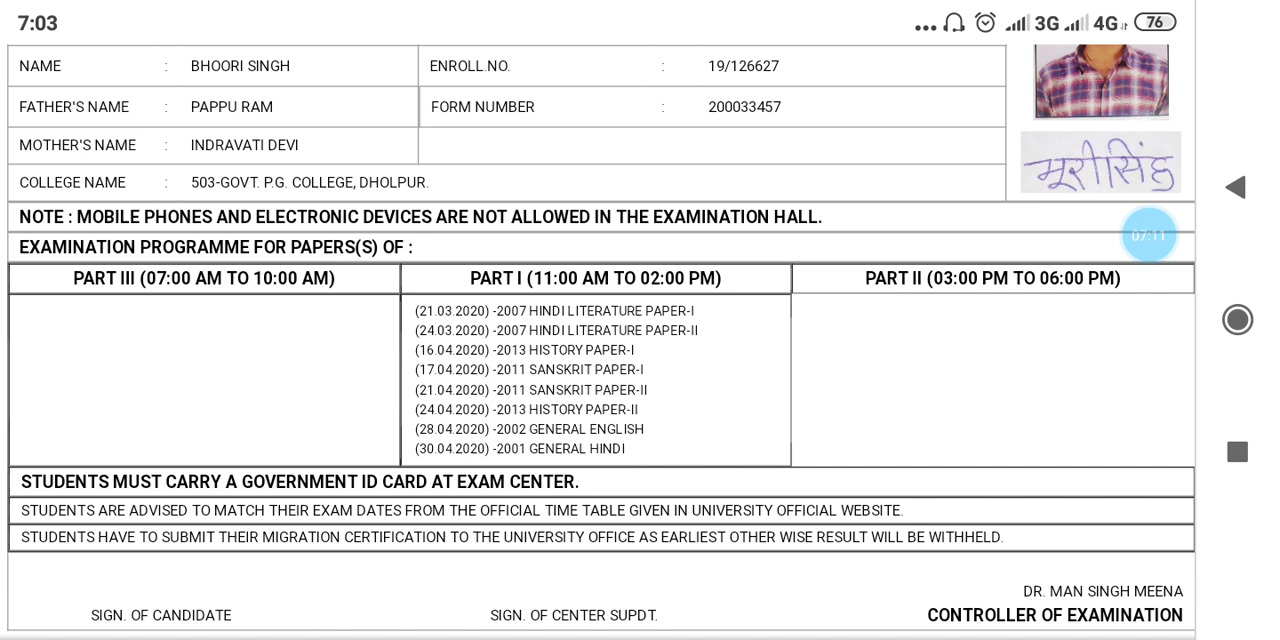 7:03 ... 3G 4G 76
NAME : BHOORI SINGH ENROLL.NO. : 19/126627
FATHER'S NAME : PAPPU RAM FORM NUMBER : 200033457
MOTHER'S NAME : INDRAVATI DEVI
COLLEGE NAME : 503-GOVT. P.G. COLLEGE, DHOLPUR.
भूरीसिंह
NOTE : MOBILE PHONES AND ELECTRONIC DEVICES ARE NOT ALLOWED IN THE EXAMINATION HALL.
07:11
EXAMINATION PROGRAMME FOR PAPERS(S) OF :
PART III (07:00 AM TO 10:00 AM) PART I (11:00 AM TO 02:00 PM) PART II (03:00 PM TO 06:00 PM)
(21.03.2020) -2007 HINDI LITERATURE PAPER-I
(24.03.2020) -2007 HINDI LITERATURE PAPER-II
(16.04.2020) -2013 HISTORY PAPER-I
(17.04.2020) -2011 SANSKRIT PAPER-I
(21.04.2020) -2011 SANSKRIT PAPER-II
(24.04.2020) -2013 HISTORY PAPER-II
(28.04.2020) -2002 GENERAL ENGLISH
(30.04.2020) -2001 GENERAL HINDI
STUDENTS MUST CARRY A GOVERNMENT ID CARD AT EXAM CENTER.
STUDENTS ARE ADVISED TO MATCH THEIR EXAM DATES FROM THE OFFICIAL TIME TABLE GIVEN IN UNIVERSITY OFFICIAL WEBSITE.
STUDENTS HAVE TO SUBMIT THEIR MIGRATION CERTIFICATION TO THE UNIVERSITY OFFICE AS EARLIEST OTHER WISE RESULT WILL BE WITHHELD.
DR. MAN SINGH MEENA
SIGN. OF CANDIDATE SIGN. OF CENTER SUPDT. CONTROLLER OF EXAMINATION